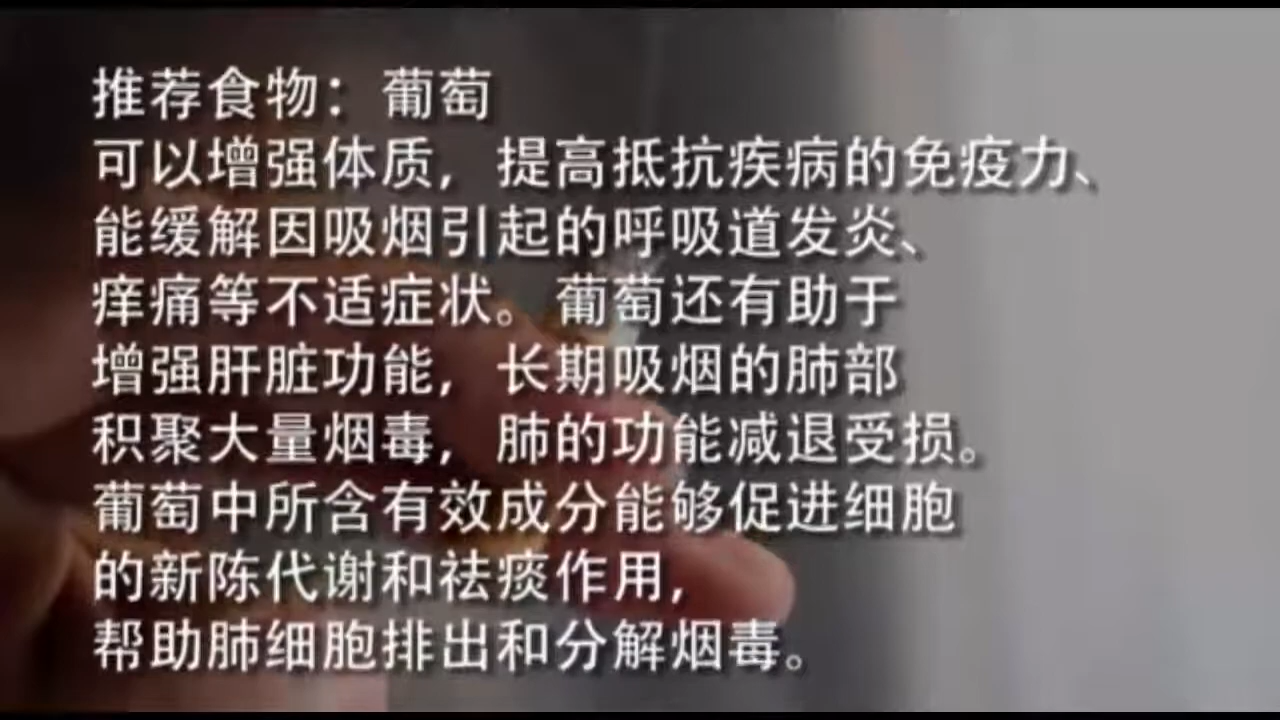 推荐食物：葡萄
可以增强体质，提高抵抗疾病的免疫力、
能缓解因吸烟引起的呼吸道发炎、
痒痛等不适症状。葡萄还有助于
增强肝脏功能，长期吸烟的肺部
积聚大量烟毒，肺的功能减退受损。
葡萄中所含有效成分能够促进细胞
的新陈代谢和祛痰作用，
帮助肺细胞排出和分解烟毒。